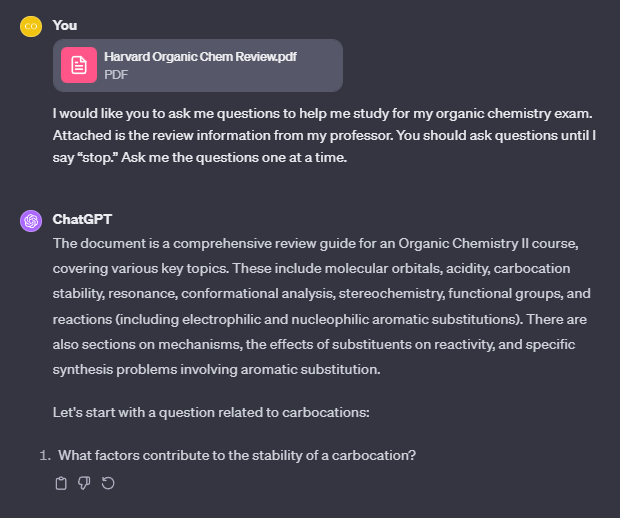 CO
You
Harvard Organic Chem Review.pdf
PDF
I would like you to ask me questions to help me study for my organic chemistry exam.
Attached is the review information from my professor. You should ask questions until I
say “stop.” Ask me the questions one at a time.
ChatGPT
The document is a comprehensive review guide for an Organic Chemistry II course,
covering various key topics. These include molecular orbitals, acidity, carbocation
stability, resonance, conformational analysis, stereochemistry, functional groups, and
reactions (including electrophilic and nucleophilic aromatic substitutions). There are
also sections on mechanisms, the effects of substituents on reactivity, and specific
synthesis problems involving aromatic substitution.
Let's start with a question related to carbocations:
1. What factors contribute to the stability of a carbocation?